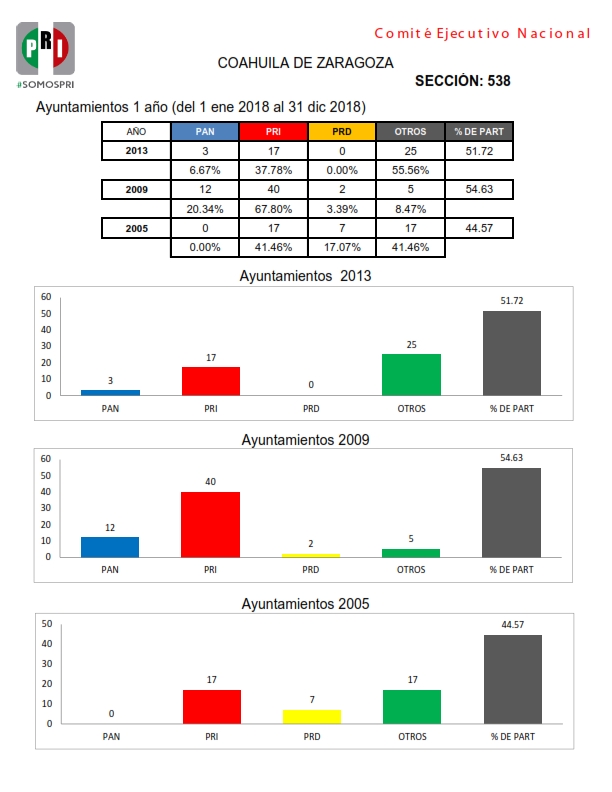 Comité Ejecutivo Nacional
PRI
#SOMOSPRI
COAHUILA DE ZARAGOZA
SECCIÓN: 538
Ayuntamientos 1 año (del 1 ene 2018 al 31 dic 2018)
AÑO PAN PRI PRD OTROS % DE PART
2013 3 17 0 25 51.72
6.67% 37.78% 0.00% 55.56%
2009 12 40 2 5 54.63
20.34% 67.80% 3.39% 8.47%
2005 0 17 7 17 44.57
0.00% 41.46% 17.07% 41.46%
Ayuntamientos 2013
60
50
40
30
20
10
0
3 17 0 25 51.72
PAN PRI PRD OTROS % DE PART
Ayuntamientos 2009
60
50
40
30
20
10
0
12 40 2 5 54.63
PAN PRI PRD OTROS % DE PART
Ayuntamientos 2005
50
40
30
20
10
0
0 17 7 17 44.57
PAN PRI PRD OTROS % DE PART